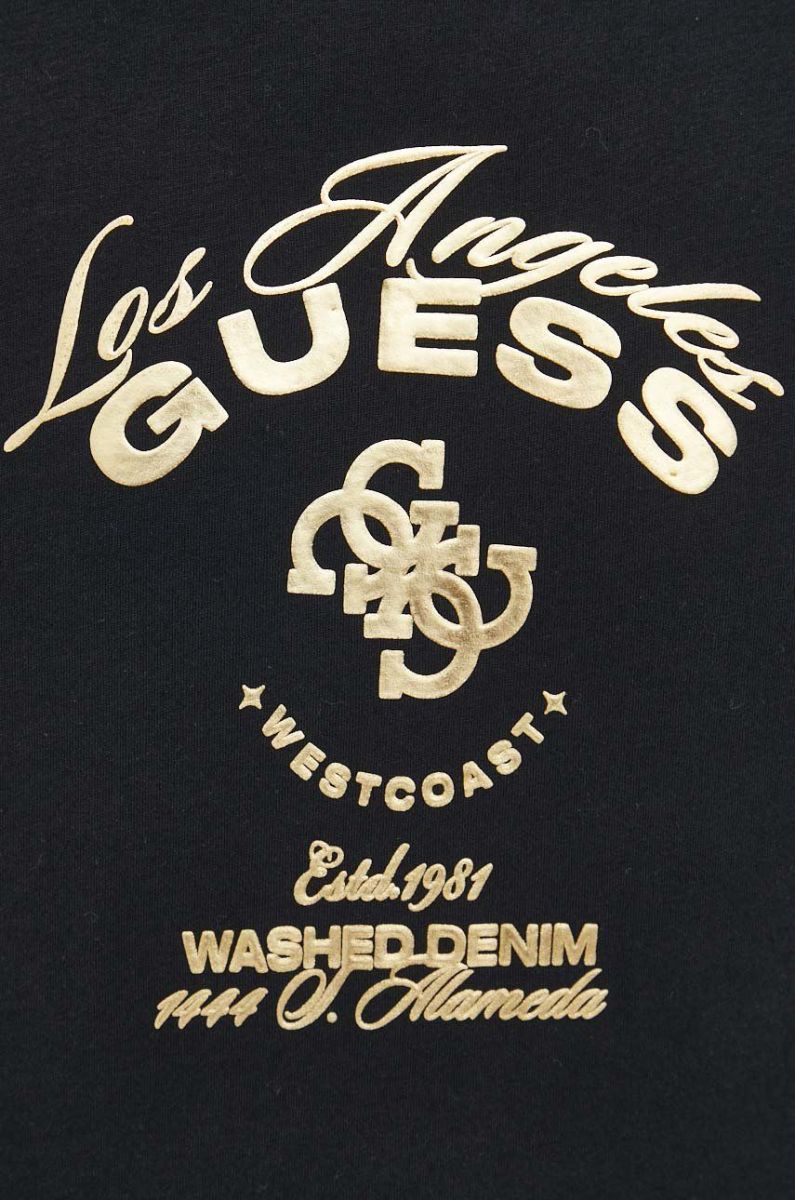 Los Angeles
GUESS
WESTCOAST
Estd.1981
WASHED DENIM
1444 S. Alameda